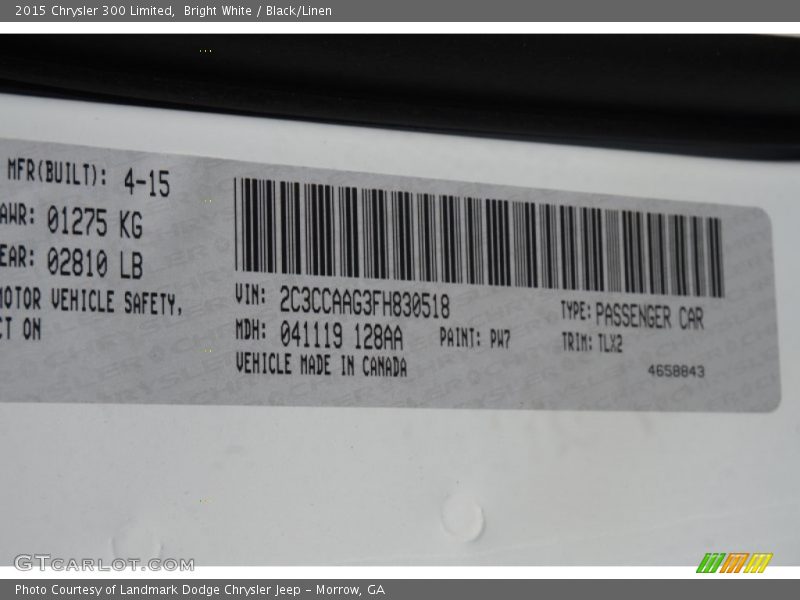 2015 Chrysler 300 Limited, Bright White / Black/Linen
MFR(BUILT): 4-15
AWR: 01275 KG
EAR: 02810 LB
MOTOR VEHICLE SAFETY,
CT ON
VIN: 2C3CCAAG3FH830518
TYPE: PASSENGER CAR
MDH: 041119 128AA
PAINT: PW7
TRIM: TLX2
VEHICLE MADE IN CANADA
4658843
GTCARLOT.COM
Photo Courtesy of Landmark Dodge Chrysler Jeep – Morrow, GA